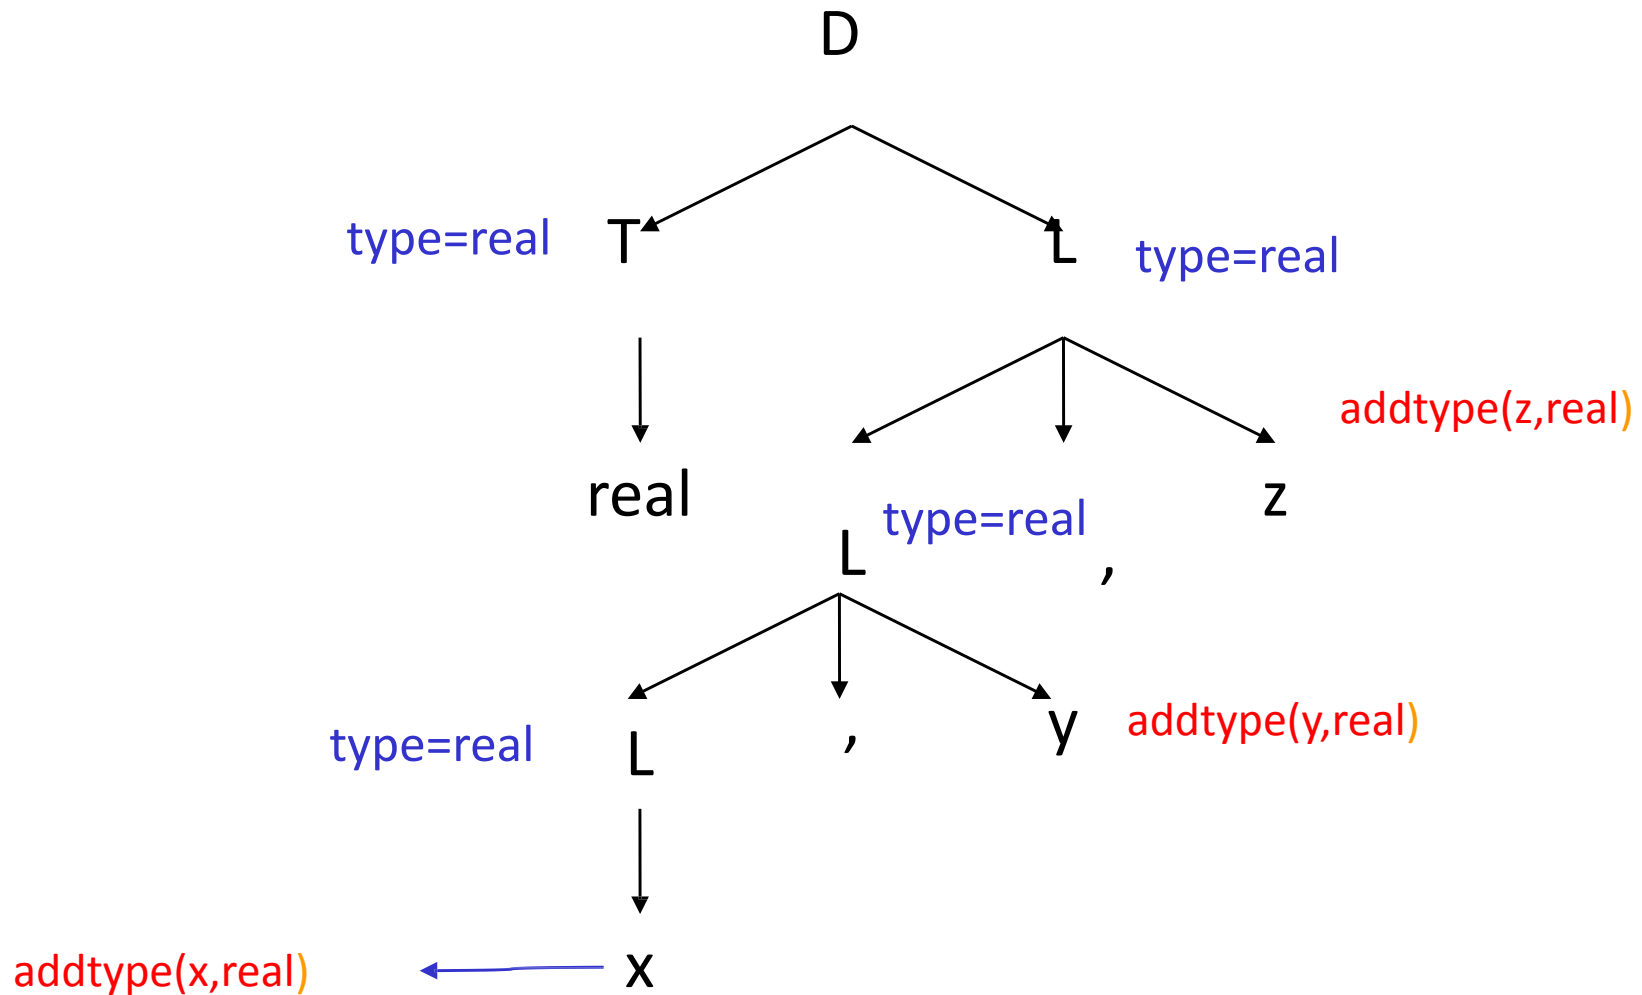 D
type=real T L type=real
addtype(z,real)
real L type=real , z
type=real L , y addtype(y,real)
addtype(x,real) x